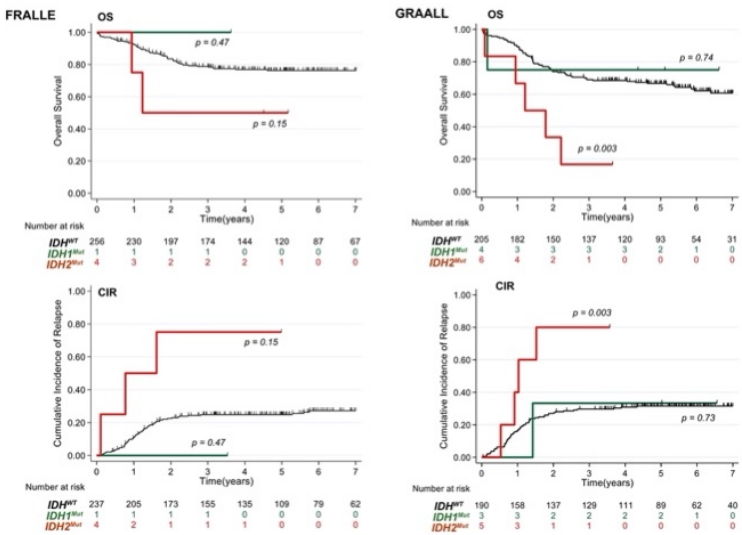 FRALLE
OS
1.00
0.80
0.60
0.40
0.20
0.00
Overall Survival
p = 0.47
p = 0.15
0 1 2 3 4 5 6 7
Time(years)
Number at risk
IDHWT 256 230 197 174 144 120 87 67
IDH1Mut 1 1 1 1 0 0 0 0
IDH2Mut 4 3 2 2 2 1 0 0
GRAALL
OS
1.00
0.80
0.60
0.40
0.20
0.00
Overall Survival
p = 0.74
p = 0.003
0 1 2 3 4 5 6 7
Time(years)
Number at risk
IDHWT 205 182 150 137 120 93 54 31
IDH1Mut 4 3 3 3 3 2 1 0
IDH2Mut 6 4 2 1 0 0 0 0
CIR
1.00
0.80
0.60
0.40
0.20
0.00
Cumulative Incidence of Relapse
p = 0.15
p = 0.47
0 1 2 3 4 5 6 7
Time(years)
Number at risk
IDHWT 237 205 173 155 135 109 79 62
IDH1Mut 1 1 1 1 0 0 0 0
IDH2Mut 4 2 1 1 1 0 0 0
CIR
1.00
0.80
0.60
0.40
0.20
0.00
Cumulative Incidence of Relapse
p = 0.003
p = 0.73
0 1 2 3 4 5 6 7
Time(years)
Number at risk
IDHWT 190 158 137 129 111 89 62 40
IDH1Mut 3 3 2 2 2 2 1 0
IDH2Mut 5 3 1 1 0 0 0 0